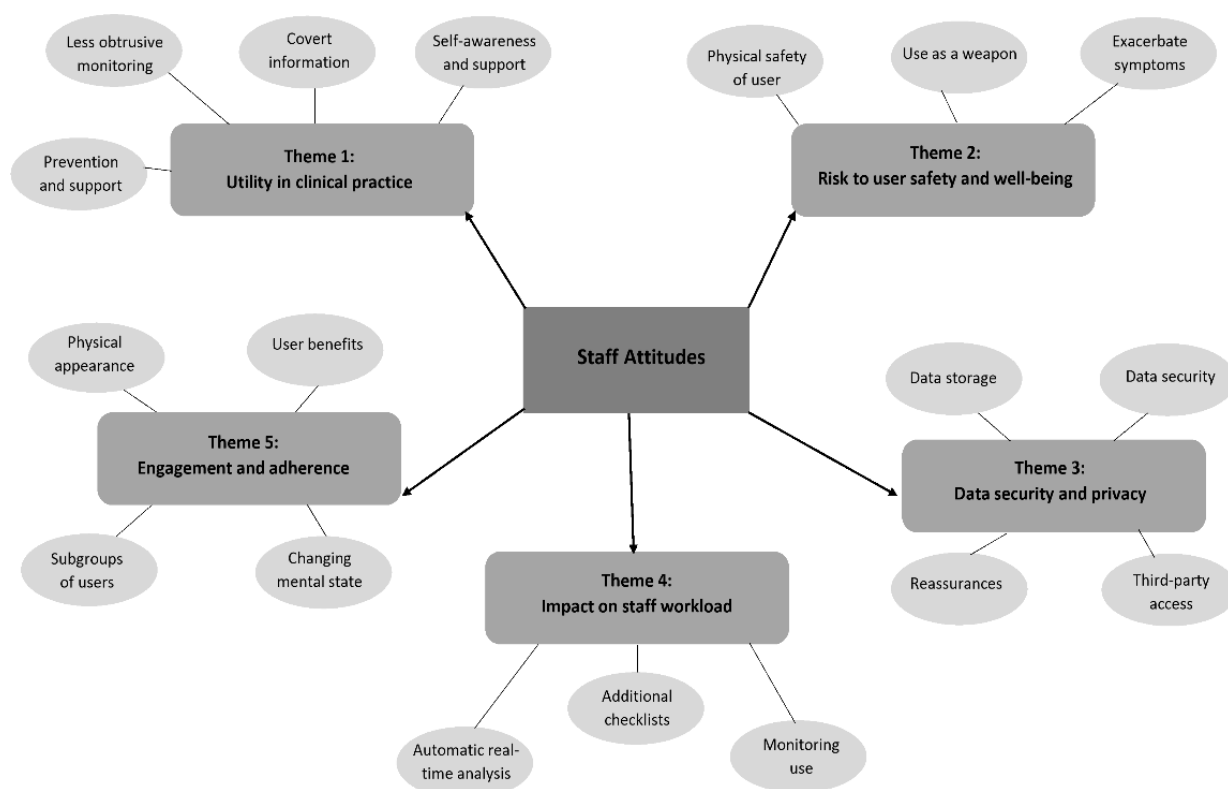 Less obtrusive
monitoring
Covert
information
Self-awareness
and support
Prevention
and support
Theme 1:
Utility in clinical practice
Physical safety
of user
Use as a weapon
Exacerbate
symptoms
Theme 2:
Risk to user safety and well-being
Staff Attitudes
Physical
appearance
User benefits
Theme 5:
Engagement and adherence
Subgroups
of users
Changing
mental state
Data storage
Data security
Theme 3:
Data security and privacy
Reassurances
Third-party
access
Theme 4:
Impact on staff workload
Automatic real-
time analysis
Additional
checklists
Monitoring
use